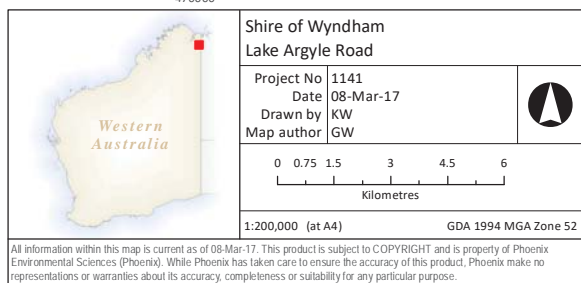 Shire of Wyndham
Lake Argyle Road
Western
Australia
Project No 1141
Date 08-Mar-17
Drawn by KW
Map author GW
0 0.75 1.5 3 4.5 6
Kilometres
1:200,000 (at A4) GDA 1994 MGA Zone 52
All information within this map is current as of 08-Mar-17. This product is subject to COPYRIGHT and is property of Phoenix
Environmental Sciences (Phoenix). While Phoenix has taken care to ensure the accuracy of this product, Phoenix make no
representations or warranties about its accuracy, completeness or suitability for any particular purpose.